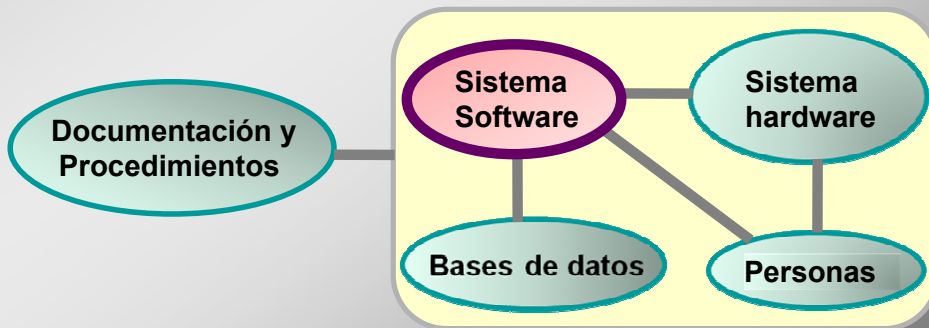 Documentación y
Procedimientos
Sistema
Software
Sistema
hardware
Bases de datos
Personas